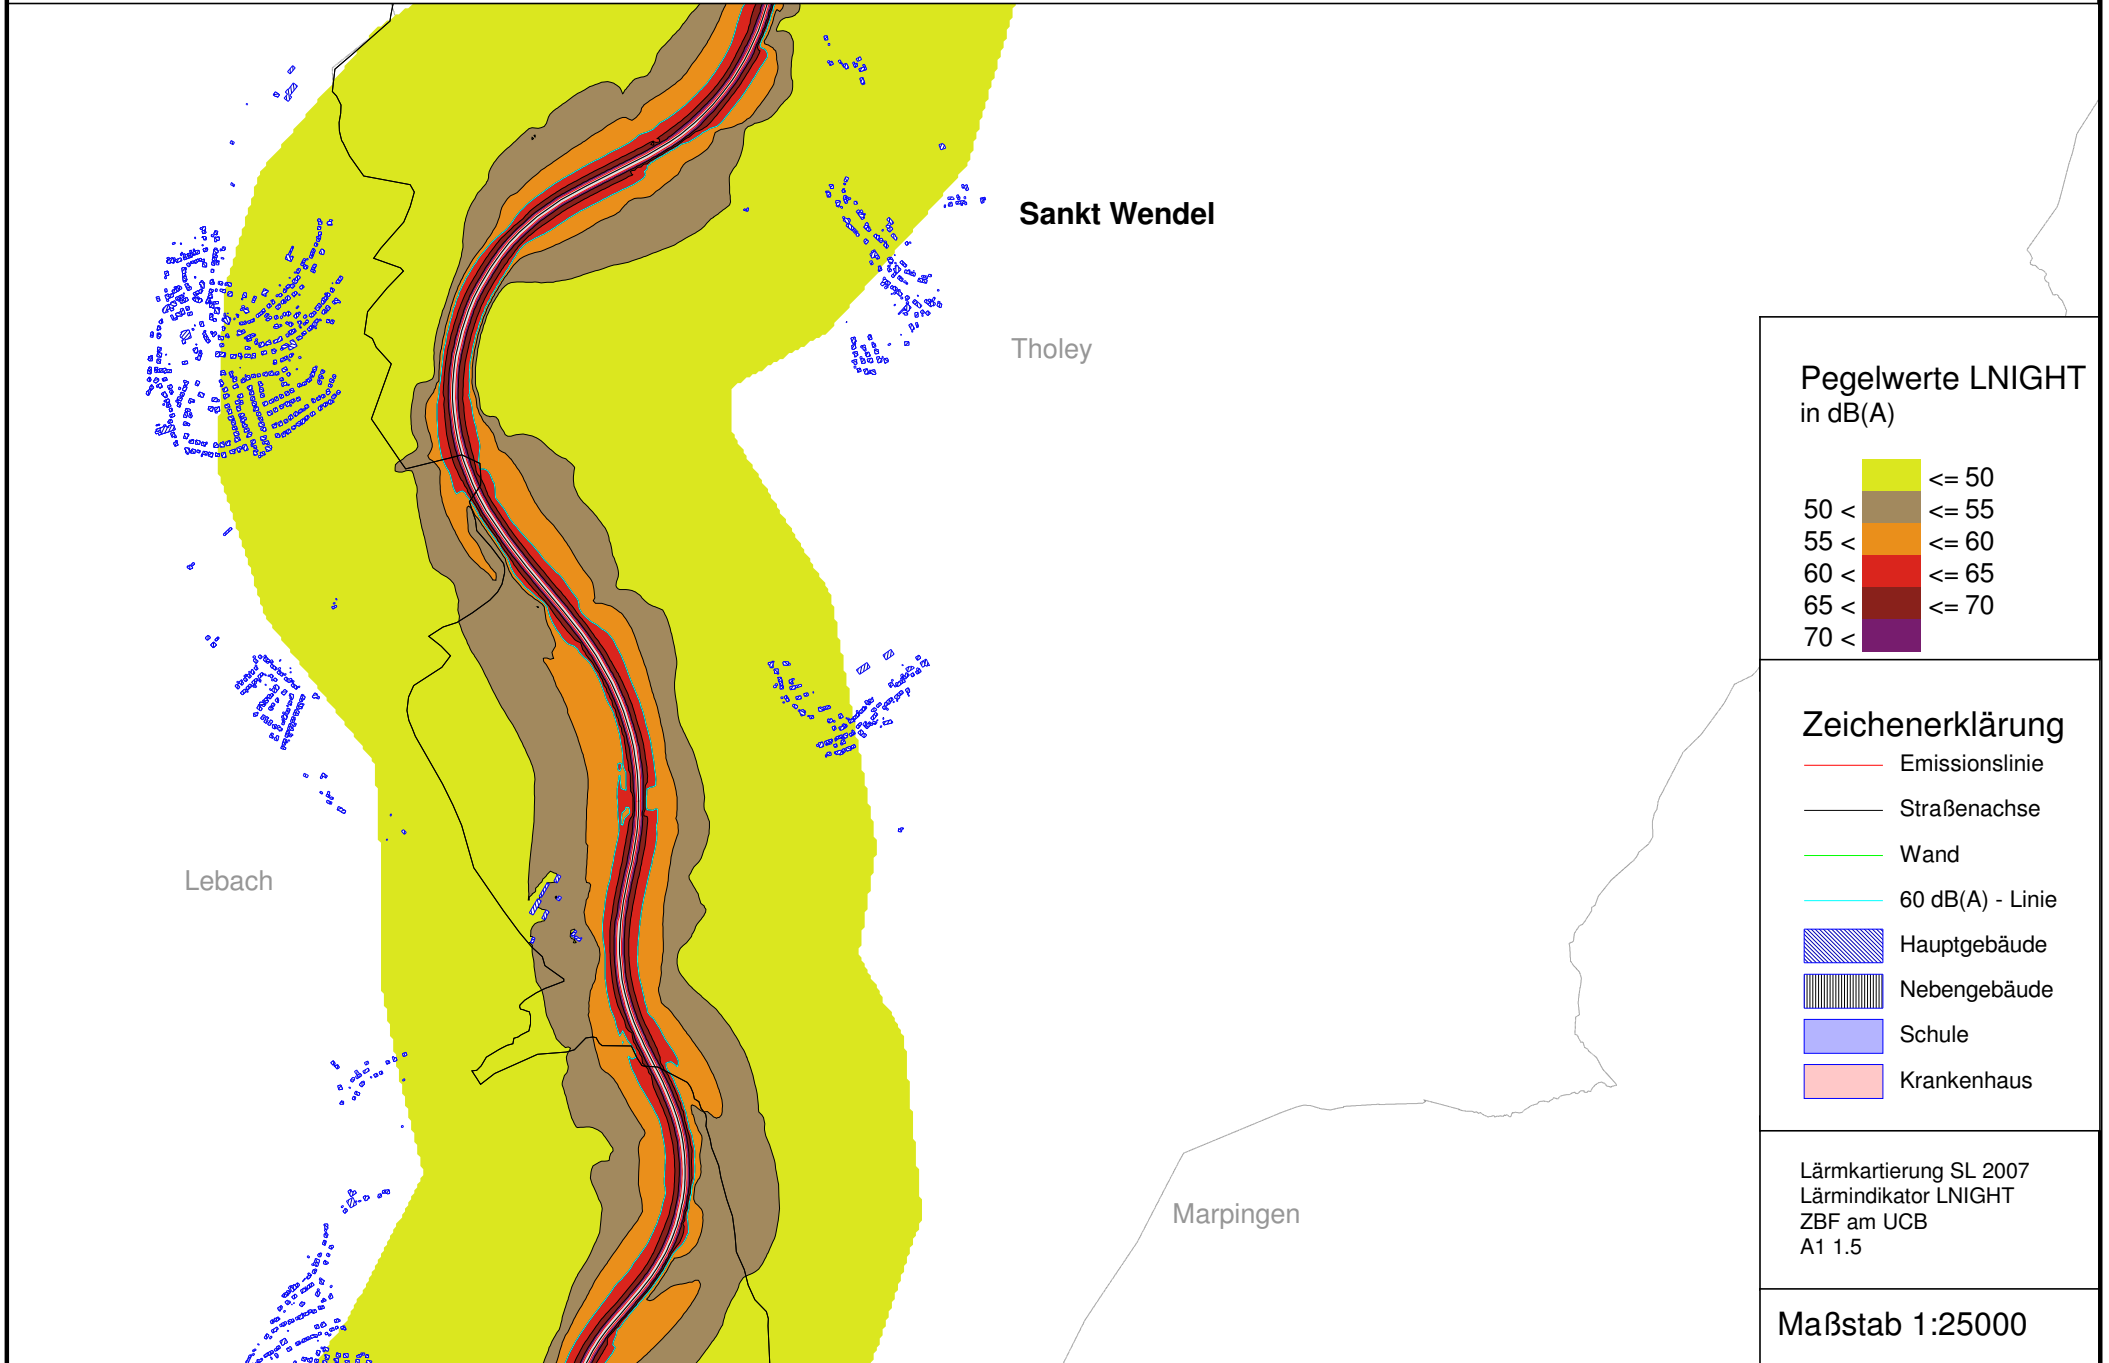 Sankt Wendel
Tholey
Lebach
Marpingen
Pegelwerte LNIGHT
in dB(A)
<= 50
50 < <= 55
55 < <= 60
60 < <= 65
65 < <= 70
70 <
Zeichenerklärung
Emissionslinie
Straßenachse
Wand
60 dB(A) - Linie
Hauptgebäude
Nebengebäude
Schule
Krankenhaus
Lärmkartierung SL 2007
Lärmindikator LNIGHT
ZBF am UCB
A1 1.5
Maßstab 1:25000